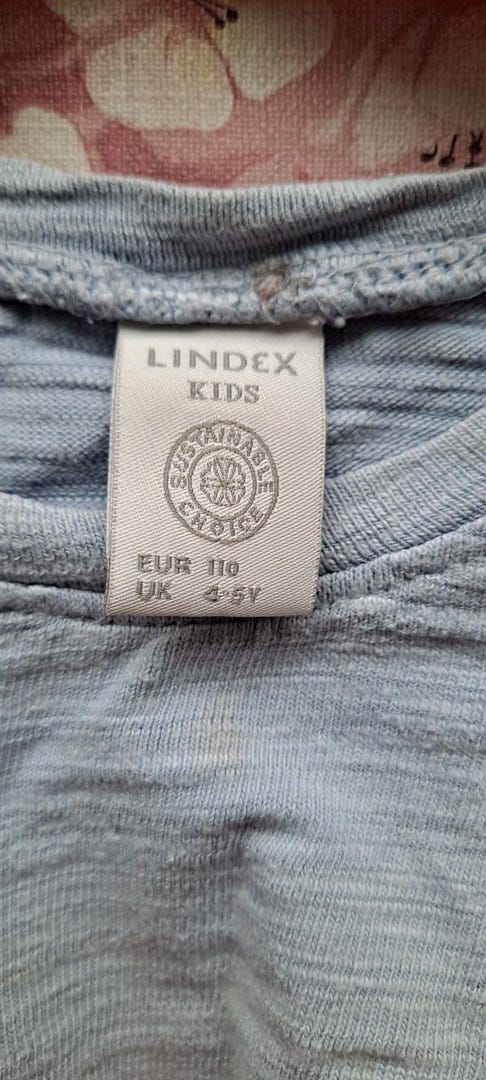 LINDEX
KIDS
SUSTAINABLE
CHOICE
EUR 110
UK 4-5Y